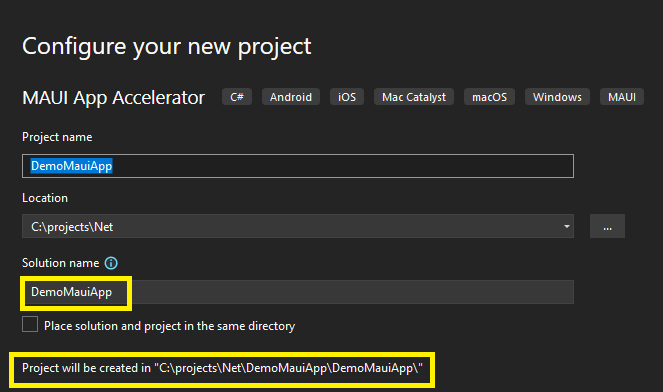 Configure your new project
MAUI App Accelerator C# Android iOS Mac Catalyst macOS Windows MAUI
Project name
DemoMauiApp
Location
C:\projects\Net ...
Solution name
DemoMauiApp
Place solution and project in the same directory
Project will be created in "C:\projects\Net\DemoMauiApp\DemoMauiApp\"